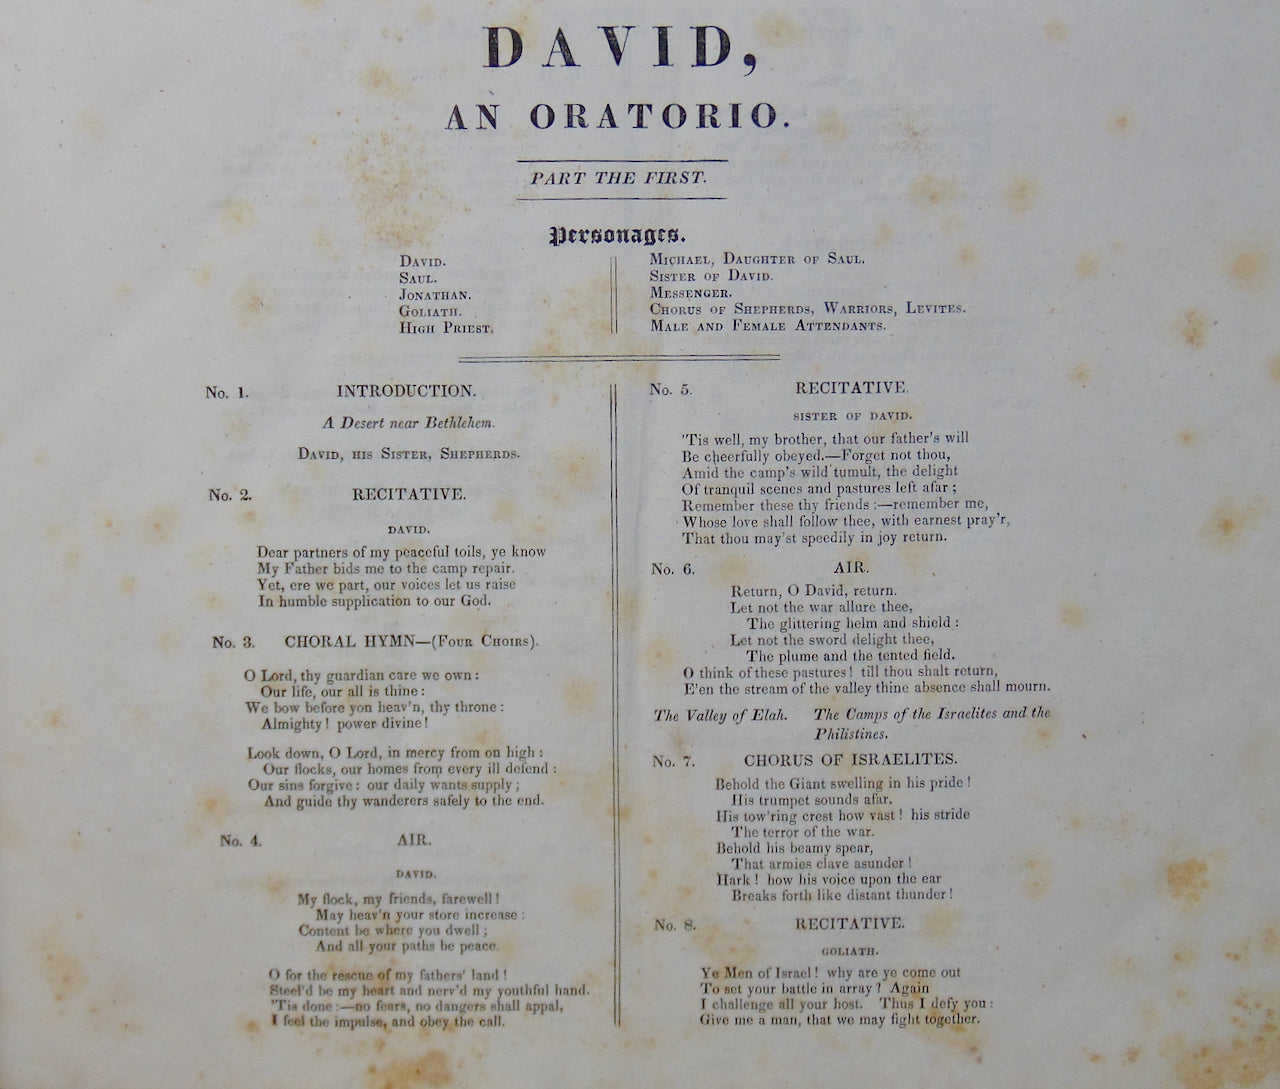 DAVID,
AN ORATORIO.
PART THE FIRST.
Personages.
DAVID.
SAUL.
JONATHAN.
GOLIATH.
HIGH PRIEST.
MICHAEL, DAUGHTER OF SAUL.
SISTER OF DAVID.
MESSENGER.
CHORUS OF SHEPHERDS, WARRIORS, LEVITES.
MALE AND FEMALE ATTENDANTS.
No. 1. INTRODUCTION.
A Desert near Bethlehem.
DAVID, HIS SISTER, SHEPHERDS.
No. 2. RECITATIVE.
DAVID.
Dear partners of my peaceful toils, ye know
My Father bids me to the camp repair.
Yet, ere we part, our voices let us raise
In humble supplication to our God.
No. 3. CHORAL HYMN—(FOUR CHOIRS).
O Lord, thy guardian care we own :
Our life, our all is thine :
We bow before yon heav'n, thy throne :
Almighty ! power divine !
Look down, O Lord, in mercy from on high :
Our flocks, our homes from every ill defend :
Our sins forgive : our daily wants supply ;
And guide thy wanderers safely to the end.
No. 4. AIR.
DAVID.
My flock, my friends, farewell !
May heav'n your store increase :
Content be where you dwell ;
And all your paths be peace.
O for the rescue of my fathers' land !
Steel'd be my heart and nerv'd my youthful hand.
'Tis done :—no fears, no dangers shall appal,
I feel the impulse, and obey the call.
No. 5. RECITATIVE.
SISTER OF DAVID.
'Tis well, my brother, that our father's will
Be cheerfully obeyed.—Forget not thou,
Amid the camp's wild tumult, the delight
Of tranquil scenes and pastures left afar ;
Remember these thy friends :—remember me,
Whose love shall follow thee, with earnest pray'r,
That thou may'st speedily in joy return.
No. 6. AIR.
Return, O David, return.
Let not the war allure thee,
The glittering helm and shield :
Let not the sword delight thee,
The plume and the tented field.
O think of these pastures ! till thou shalt return,
E'en the stream of the valley thine absence shall mourn.
The Valley of Elah. The Camps of the Israelites and the
Philistines.
No. 7. CHORUS OF ISRAELITES.
Behold the Giant swelling in his pride !
His trumpet sounds afar.
His tow'ring crest how vast ! his stride
The terror of the war.
Behold his beamy spear,
That armies clave asunder !
Hark ! how his voice upon the ear
Breaks forth like distant thunder !
No. 8. RECITATIVE.
GOLIATH.
Ye Men of Israel ! why are ye come out
To set your battle in array ? Again
I challenge all your host. Thus I defy you :
Give me a man, that we may fight together.